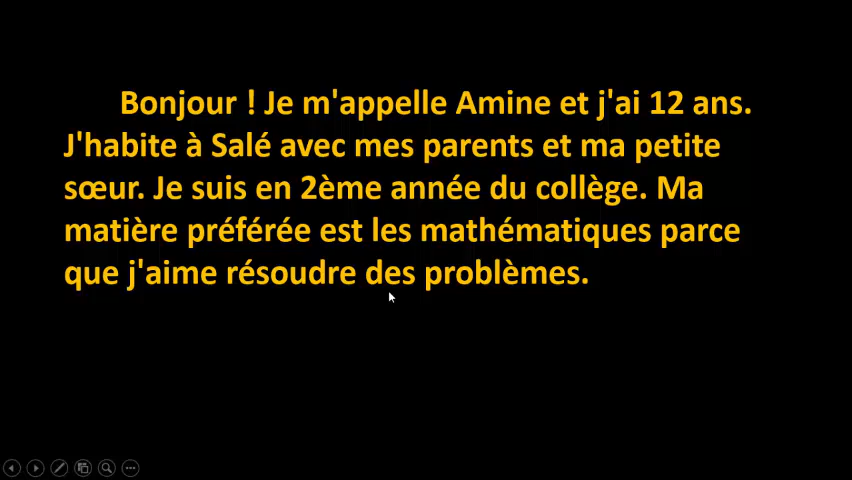 Bonjour ! Je m'appelle Amine et j'ai 12 ans.
J'habite à Salé avec mes parents et ma petite
sœur. Je suis en 2ème année du collège. Ma
matière préférée est les mathématiques parce
que j'aime résoudre des problèmes.